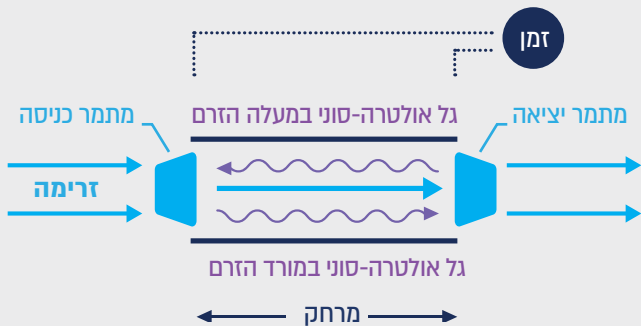 זמן
מתמר יציאה
גל אולטרה-סוני במעלה הזרם
מתמר כניסה
זרימה
גל אולטרה-סוני במורד הזרם
מרחק